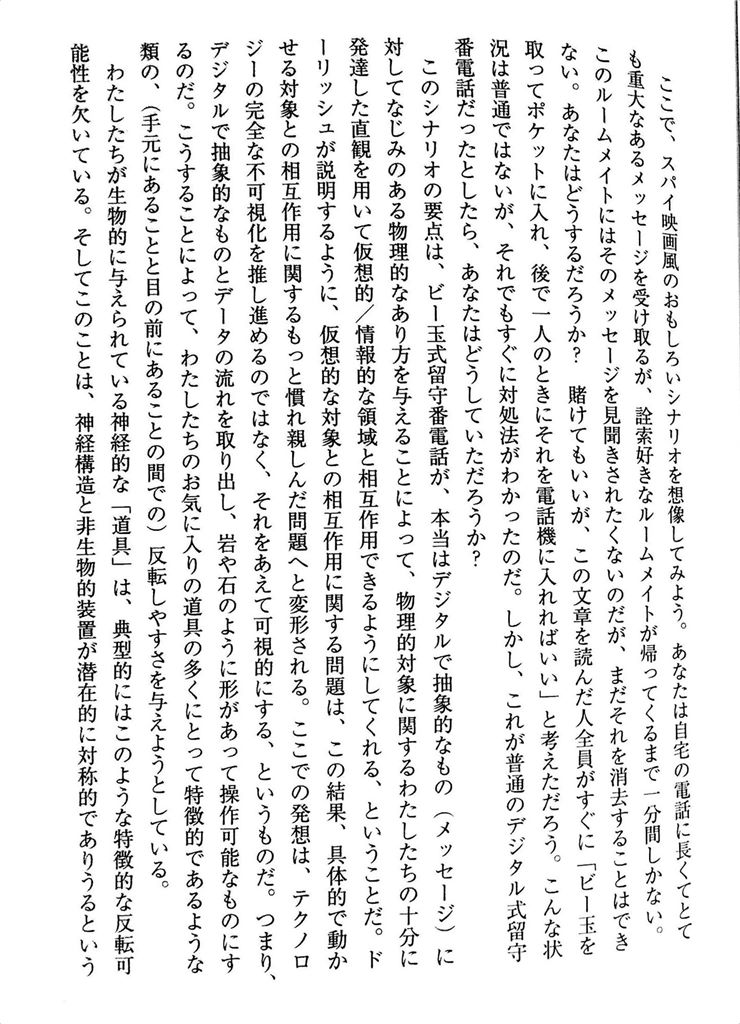 ここで、スパイ映画風のおもしろいシナリオを想像してみよう。あなたは自宅の電話に長くてとて
も重大なあるメッセージを受け取るが、詮索好きなルームメイトが帰ってくるまで一分間しかない。
このルームメイトにはそのメッセージを見聞きされたくないのだが、まだそれを消去することはでき
ない。あなたはどうするだろうか？　賭けてもいいが、この文章を読んだ人全員がすぐに「ビー玉を
取ってポケットに入れ、後で一人のときにそれを電話機に入れればいい」と考えただろう。こんな状
況は普通ではないが、それでもすぐに対処法がわかったのだ。しかし、これが普通のデジタル式留守
番電話だったとしたら、あなたはどうしていただろうか？
このシナリオの要点は、ビー玉式留守番電話が、本当はデジタルで抽象的なもの（メッセージ）に
対してなじみのある物理的なあり方を与えることによって、物理的対象に関するわたしたちの十分に
発達した直観を用いて仮想的／情報的な領域と相互作用できるようにしてくれる、ということだ。ド
ーリッシュが説明するように、仮想的な対象との相互作用に関する問題は、この結果、具体的で動か
せる対象との相互作用に関するもっと慣れ親しんだ問題へと変形される。ここでの発想は、テクノロ
ジーの完全な不可視化を推し進めるのではなく、それをあえて可視的にする、というものだ。つまり、
デジタルで抽象的なものとデータの流れを取り出し、岩や石のように形があって操作可能なものにす
るのだ。こうすることによって、わたしたちのお気に入りの道具の多くにとって特徴的であるような
類の、（手元にあることと目の前にあることの間での）反転しやすさを与えようとしている。
わたしたちが生物的に与えられている神経的な「道具」は、典型的にはこのような特徴的な反転可
能性を欠いている。そしてこのことは、神経構造と非生物的装置が潜在的に対称的でありうるという